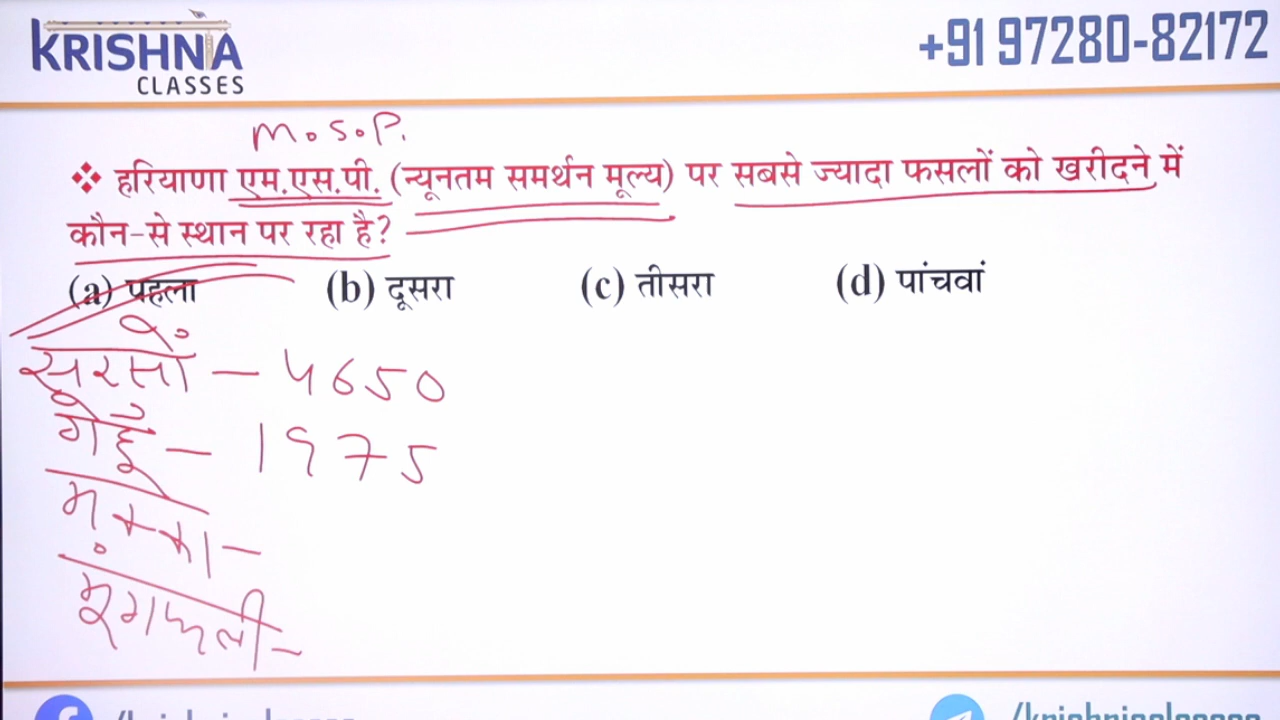 KRISHNA
CLASSES
+91 97280-82172
M.S.P.
❖ हरियाणा एम.एस.पी. (न्यूनतम समर्थन मूल्य) पर सबसे ज्यादा फसलों को खरीदने में
कौन-से स्थान पर रहा है?
(a) पहला (b) दूसरा (c) तीसरा (d) पांचवां
सरसों - 4650
गेहूँ - 1975
मक्का -
मूंगफली -